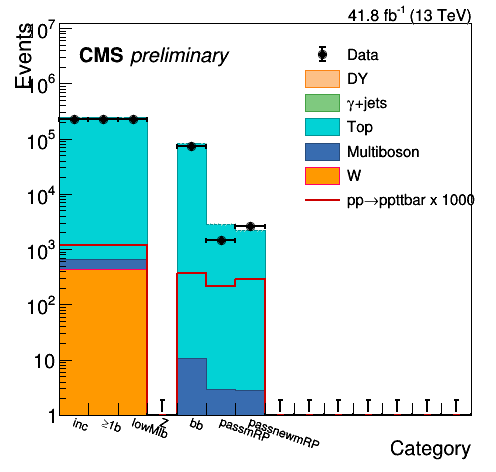 41.8 fb⁻¹ (13 TeV)
Events
CMS preliminary
Data
DY
γ+jets
Top
Multiboson
W
pp→ppttbar x 1000
10⁷
10⁶
10⁵
10⁴
10³
10²
10
1
inc
≥1b
lowMlb
Z
bb
passmRP
passnewmRP
Category